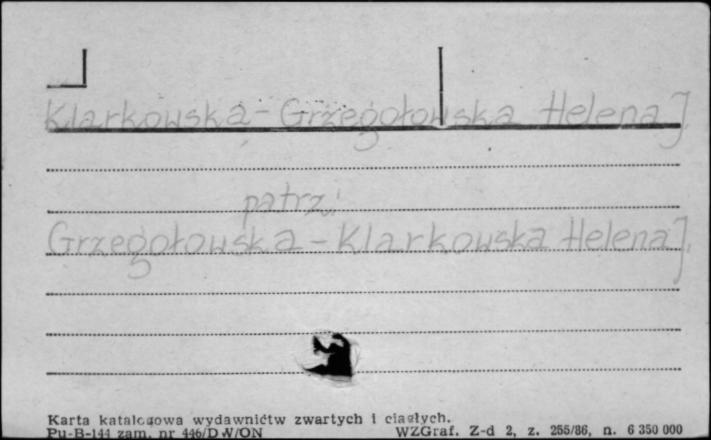 Klarkowska-Grzegołowska Helena J.
patrz:
Grzegołowska-Klarkowska Helena J.
Karta katalogowa wydawnictw zwartych i ciągłych.
Pu-B-144 zam. nr 446/DW/ON WZGraf. Z-d 2, z. 255/86, n. 6 350 000